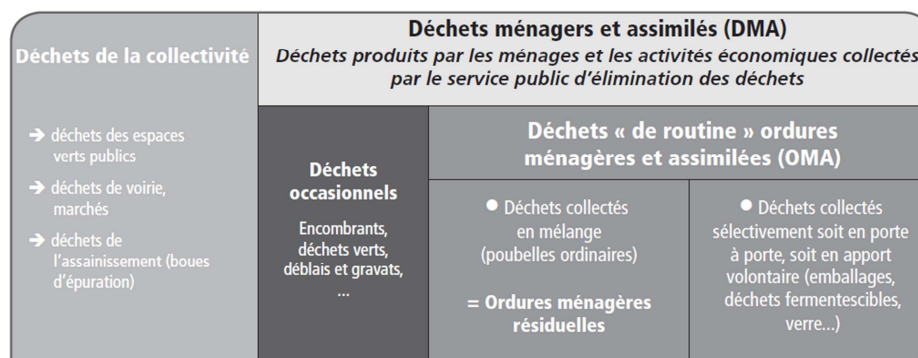 Déchets de la collectivité
➔ déchets des espaces
verts publics
➔ déchets de voirie,
marchés
➔ déchets de
l'assainissement (boues
d'épuration)
Déchets ménagers et assimilés (DMA)
Déchets produits par les ménages et les activités économiques collectés
par le service public d'élimination des déchets
Déchets
occasionnels
Encombrants,
déchets verts,
déblais et gravats,
...
Déchets « de routine » ordures
ménagères et assimilées (OMA)
● Déchets collectés
en mélange
(poubelles ordinaires)
= Ordures ménagères
résiduelles
● Déchets collectés
sélectivement soit en porte
à porte, soit en apport
volontaire (emballages,
déchets fermentescibles,
verre...)